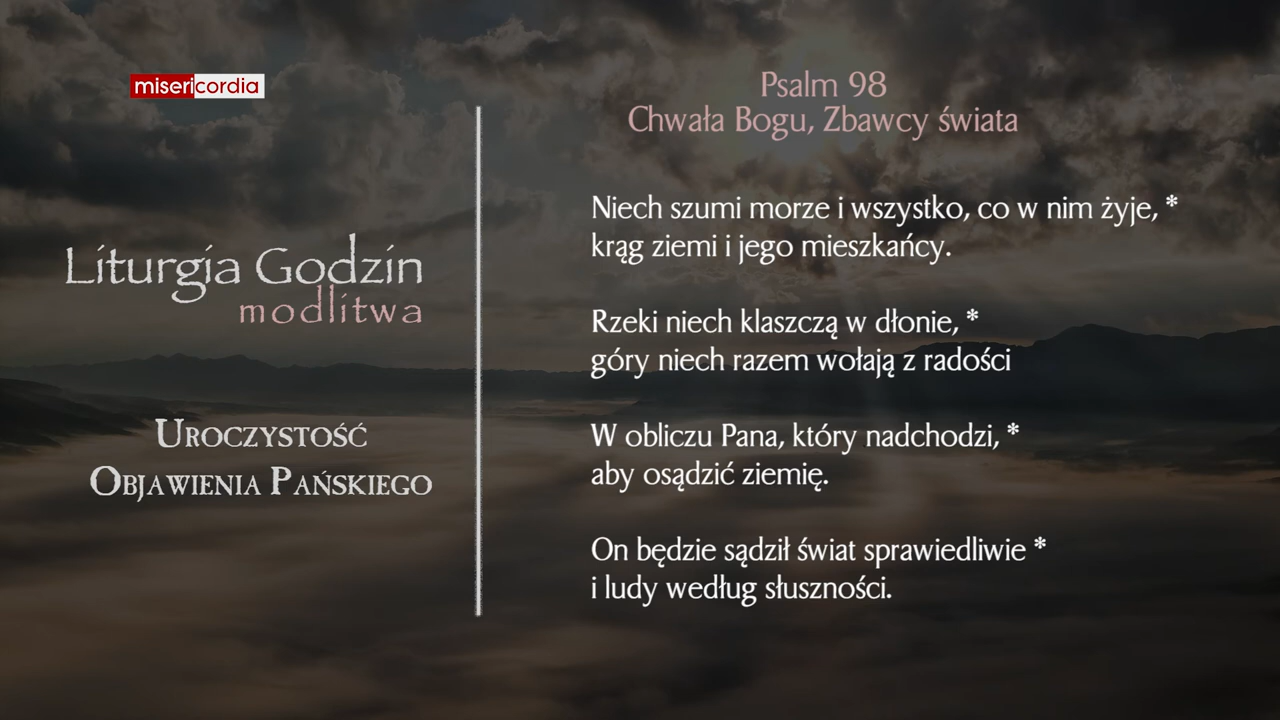 misericordia
Liturgia Godzin
modlitwa
Uroczystość
Objawienia Pańskiego
Psalm 98
Chwała Bogu, Zbawcy świata
Niech szumi morze i wszystko, co w nim żyje, *
krąg ziemi i jego mieszkańcy.
Rzeki niech klaszczą w dłonie, *
góry niech razem wołają z radości
W obliczu Pana, który nadchodzi, *
aby osądzić ziemię.
On będzie sądził świat sprawiedliwie *
i ludy według słuszności.